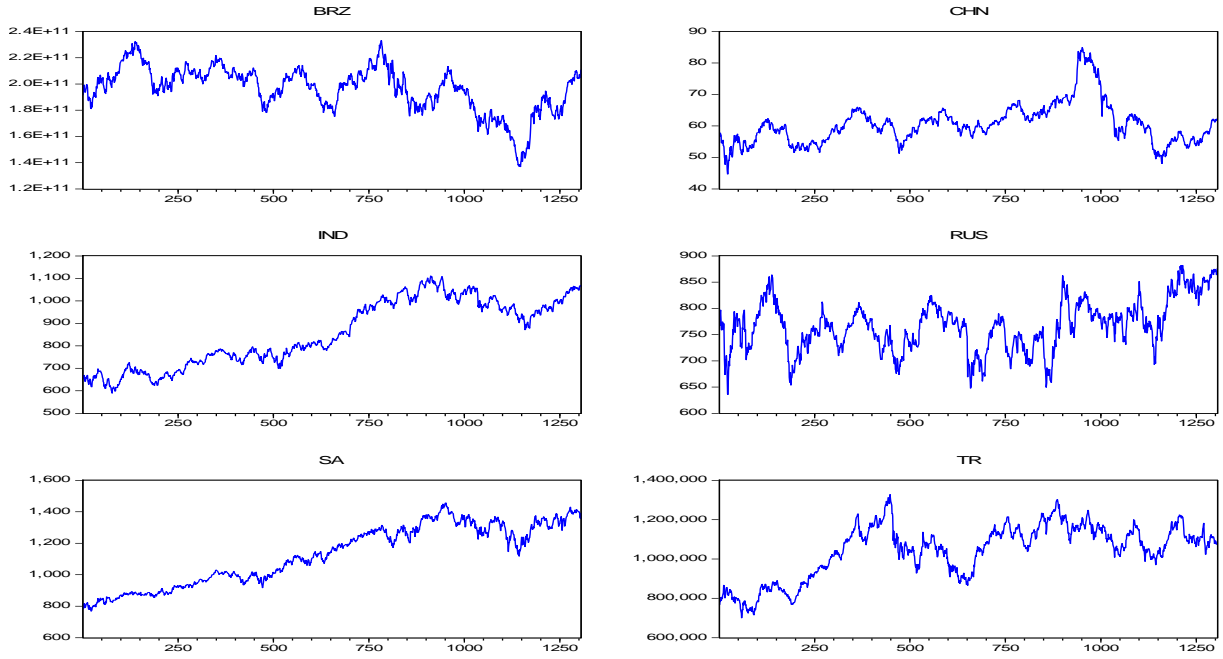 BRZ
2.4E+11
2.2E+11
2.0E+11
1.8E+11
1.6E+11
1.4E+11
1.2E+11
250 500 750 1000 1250
CHN
90
80
70
60
50
40
250 500 750 1000 1250
IND
1,200
1,100
1,000
900
800
700
600
500
250 500 750 1000 1250
RUS
900
850
800
750
700
650
600
250 500 750 1000 1250
SA
1,600
1,400
1,200
1,000
800
600
250 500 750 1000 1250
TR
1,400,000
1,200,000
1,000,000
800,000
600,000
250 500 750 1000 1250